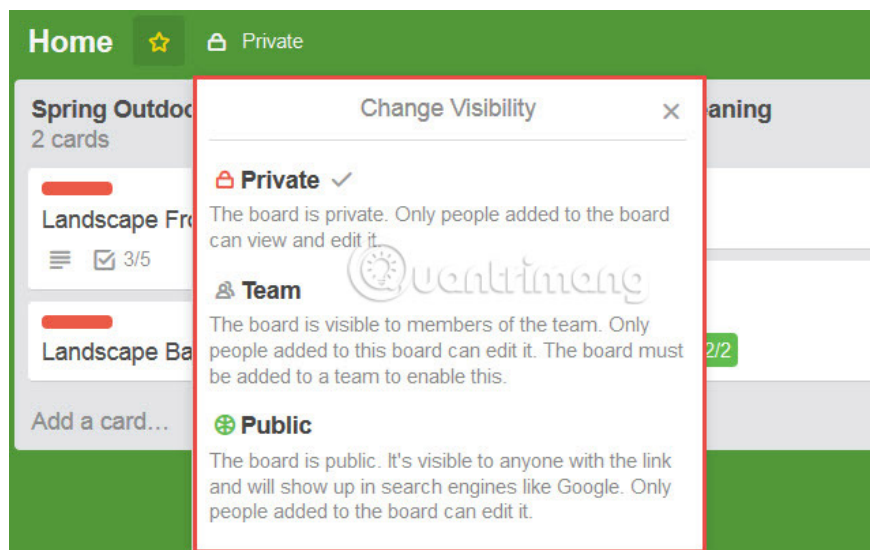 Home Private
Spring Outdoo
2 cards
Landscape Fro
3/5
Landscape Ba
Add a card...
Change Visibility
Private
The board is private. Only people added to the board
can view and edit it.
Team
The board is visible to members of the team. Only
people added to this board can edit it. The board must
be added to a team to enable this.
Public
The board is public. It's visible to anyone with the link
and will show up in search engines like Google. Only
people added to the board can edit it.
Quantrimang
eaning
2/2